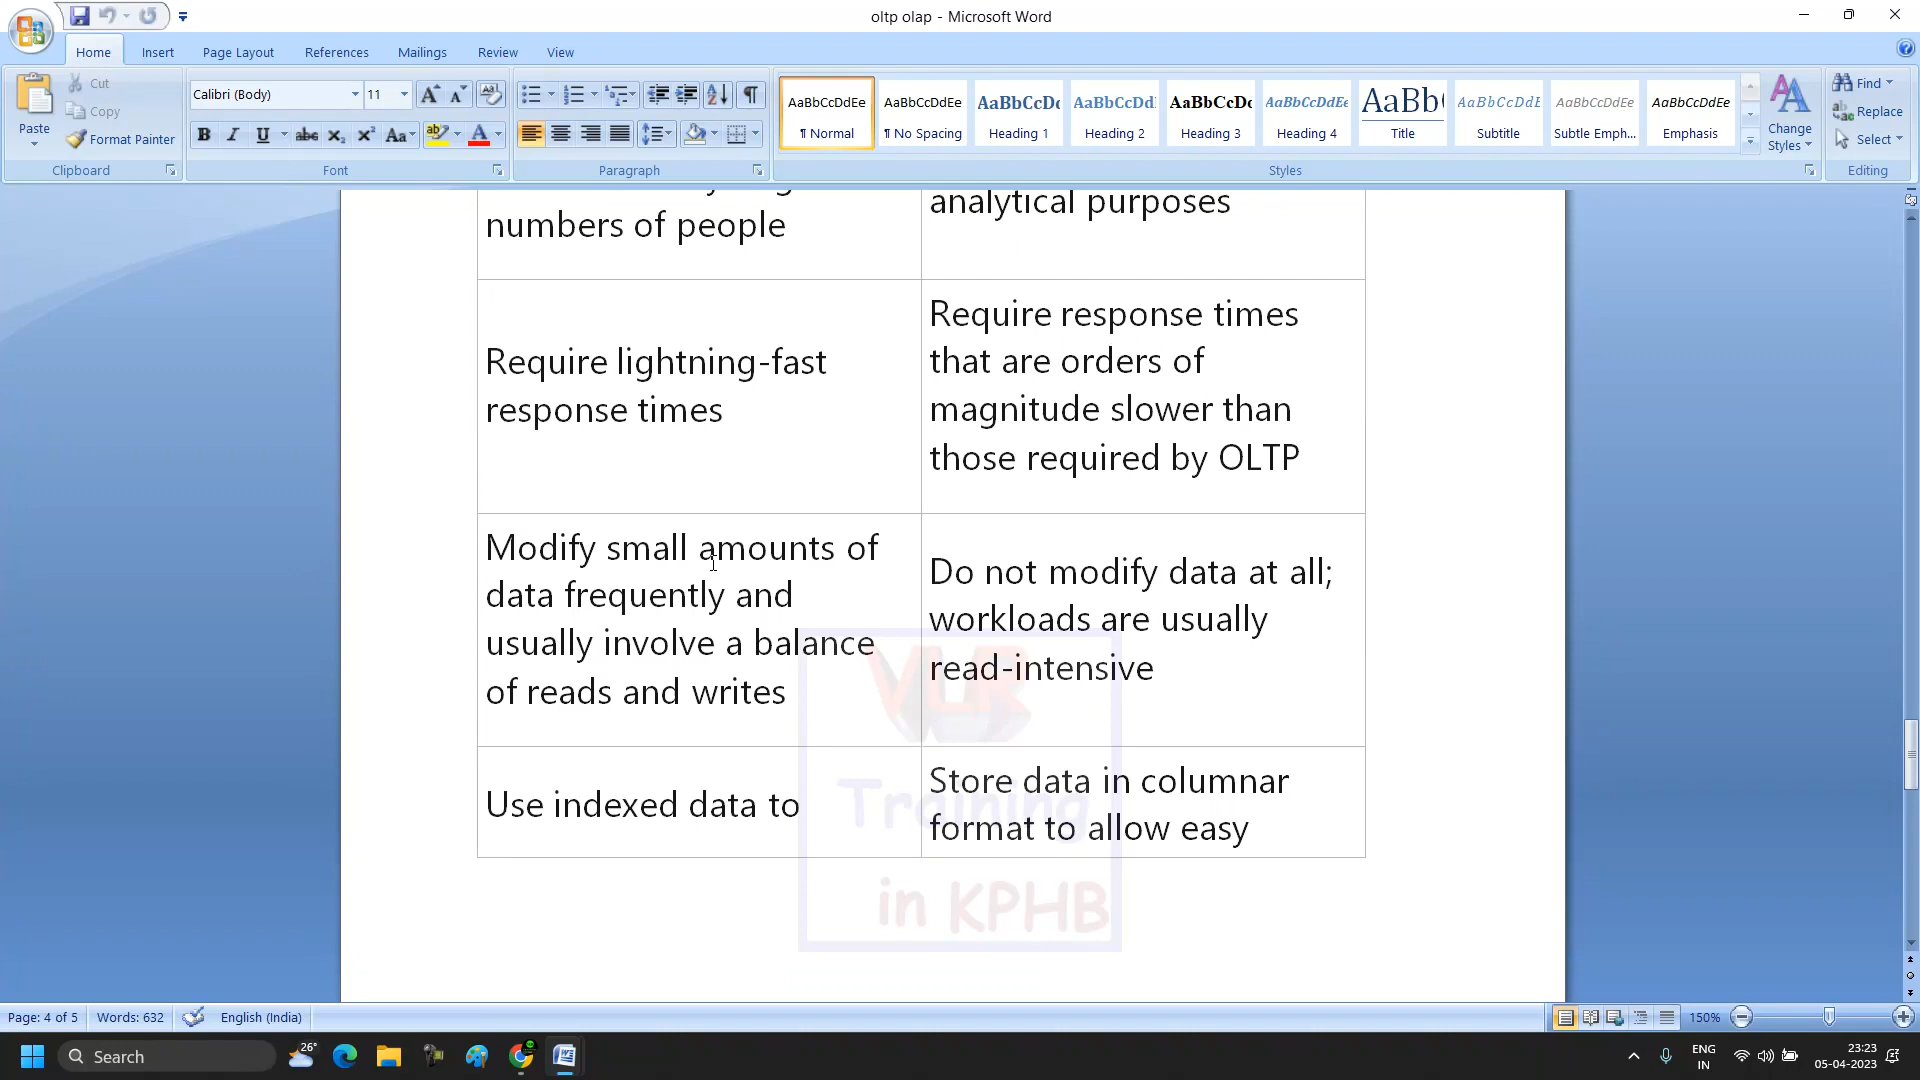 oltp olap - Microsoft Word
Home Insert Page Layout References Mailings Review View
Paste
Cut
Copy
Format Painter
Clipboard
Calibri (Body) 11
Font
Paragraph
AaBbCcDdEe AaBbCcDdEe AaBbCcDc AaBbCcDdI AaBbCcDc AaBbCcDdEe AaBb( AaBbCcDdE AaBbCcDdEe AaBbCcDdEe
¶ Normal ¶ No Spacing Heading 1 Heading 2 Heading 3 Heading 4 Title Subtitle Subtle Emph... Emphasis
Change
Styles
Styles
Find
Replace
Select
Editing
numbers of people
analytical purposes
Require lightning-fast
response times
Require response times
that are orders of
magnitude slower than
those required by OLTP
Modify small amounts of
data frequently and
usually involve a balance
of reads and writes
Do not modify data at all;
workloads are usually
read-intensive
Use indexed data to
Store data in columnar
format to allow easy
VLR
Training
in KPHB
Page: 4 of 5 Words: 632 English (India) 150%
26°
Search
ENG
IN
23:23
05-04-2023